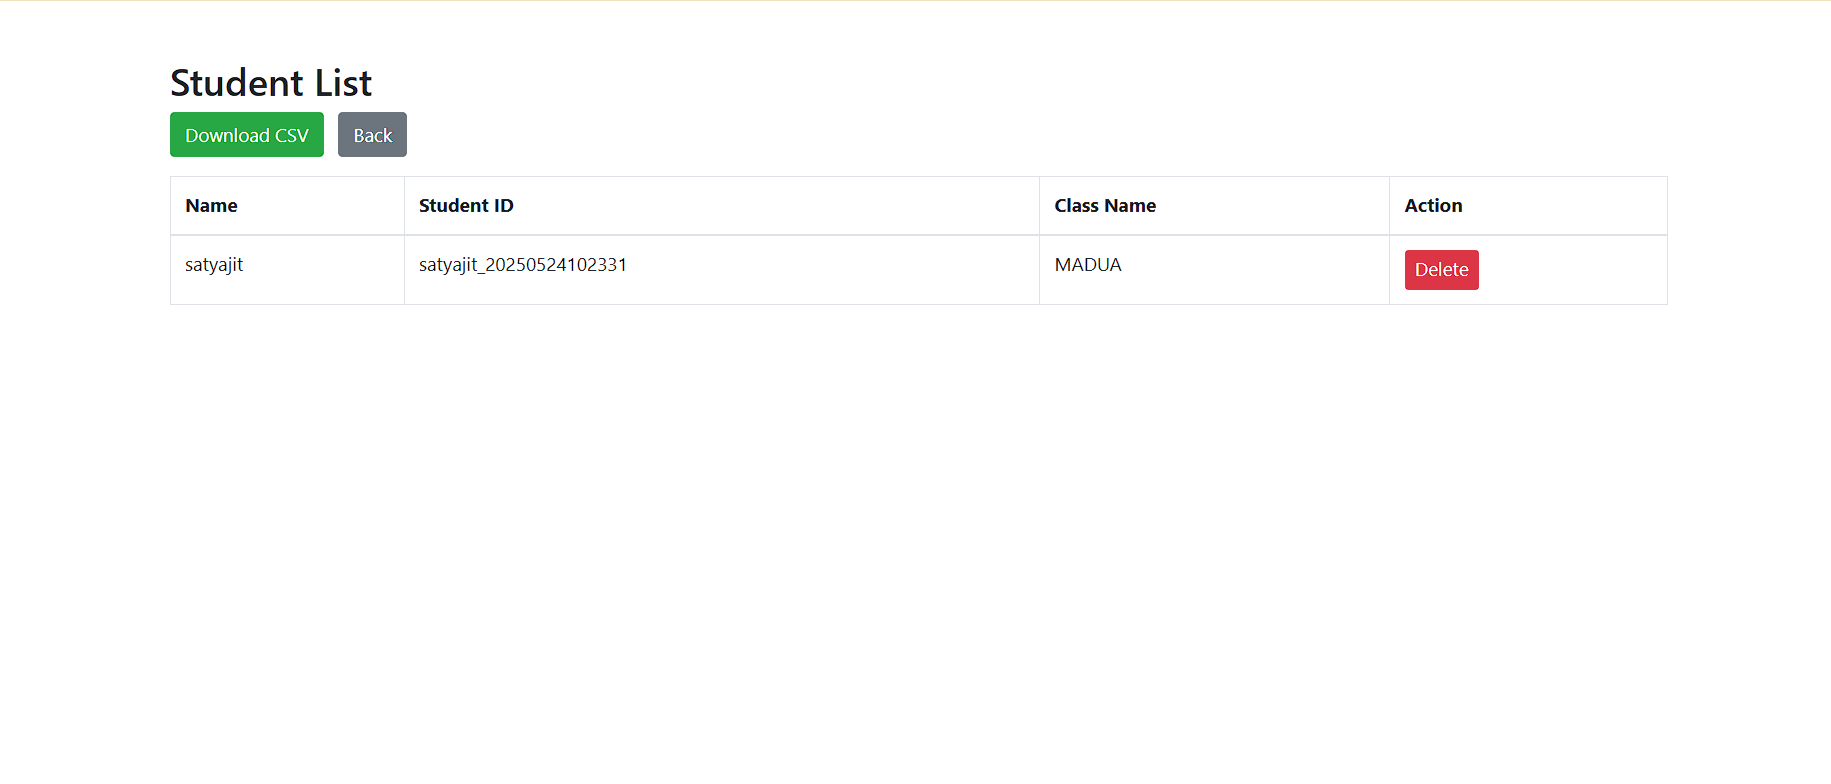 Student List
Download CSV Back
Name Student ID Class Name Action
satyajit satyajit_20250524102331 MADUA Delete